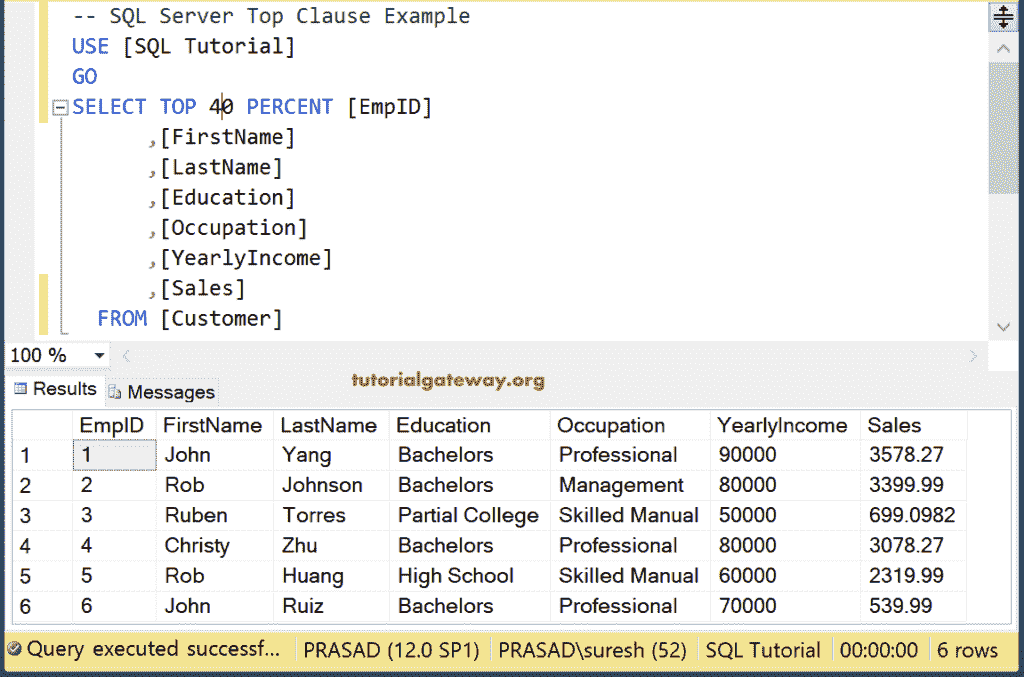 -- SQL Server Top Clause Example
USE [SQL Tutorial]
GO
SELECT TOP 40 PERCENT [EmpID]
,[FirstName]
,[LastName]
,[Education]
,[Occupation]
,[YearlyIncome]
,[Sales]
FROM [Customer]
100 %
Results Messages
tutorialgateway.org
EmpID FirstName LastName Education Occupation YearlyIncome Sales
1 1 John Yang Bachelors Professional 90000 3578.27
2 2 Rob Johnson Bachelors Management 80000 3399.99
3 3 Ruben Torres Partial College Skilled Manual 50000 699.0982
4 4 Christy Zhu Bachelors Professional 80000 3078.27
5 5 Rob Huang High School Skilled Manual 60000 2319.99
6 6 John Ruiz Bachelors Professional 70000 539.99
Query executed successf... PRASAD (12.0 SP1) PRASAD\suresh (52) SQL Tutorial 00:00:00 6 rows